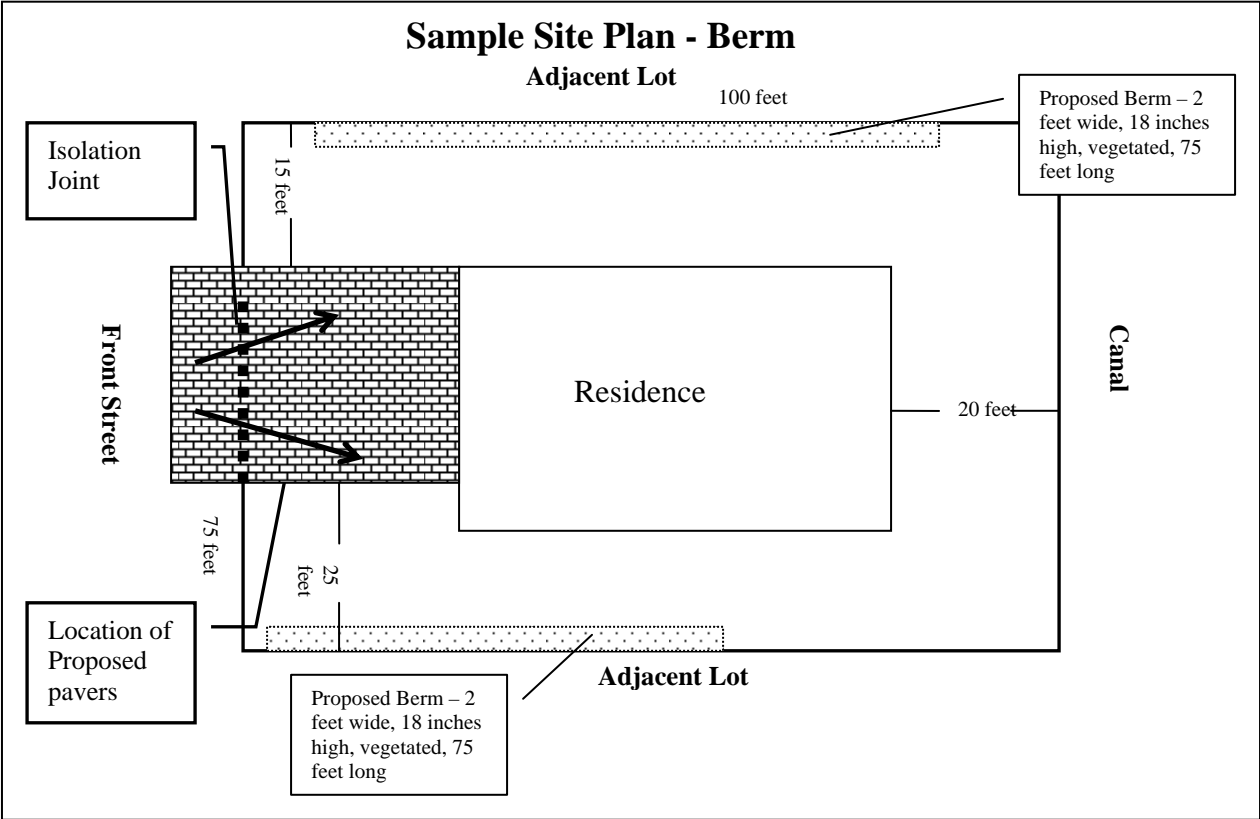 Sample Site Plan - Berm
Adjacent Lot
100 feet
Proposed Berm – 2
feet wide, 18 inches
high, vegetated, 75
feet long
Isolation
Joint
15 feet
Front Street
Residence
Canal
20 feet
75 feet
25
feet
Location of
Proposed
pavers
Adjacent Lot
Proposed Berm – 2
feet wide, 18 inches
high, vegetated, 75
feet long